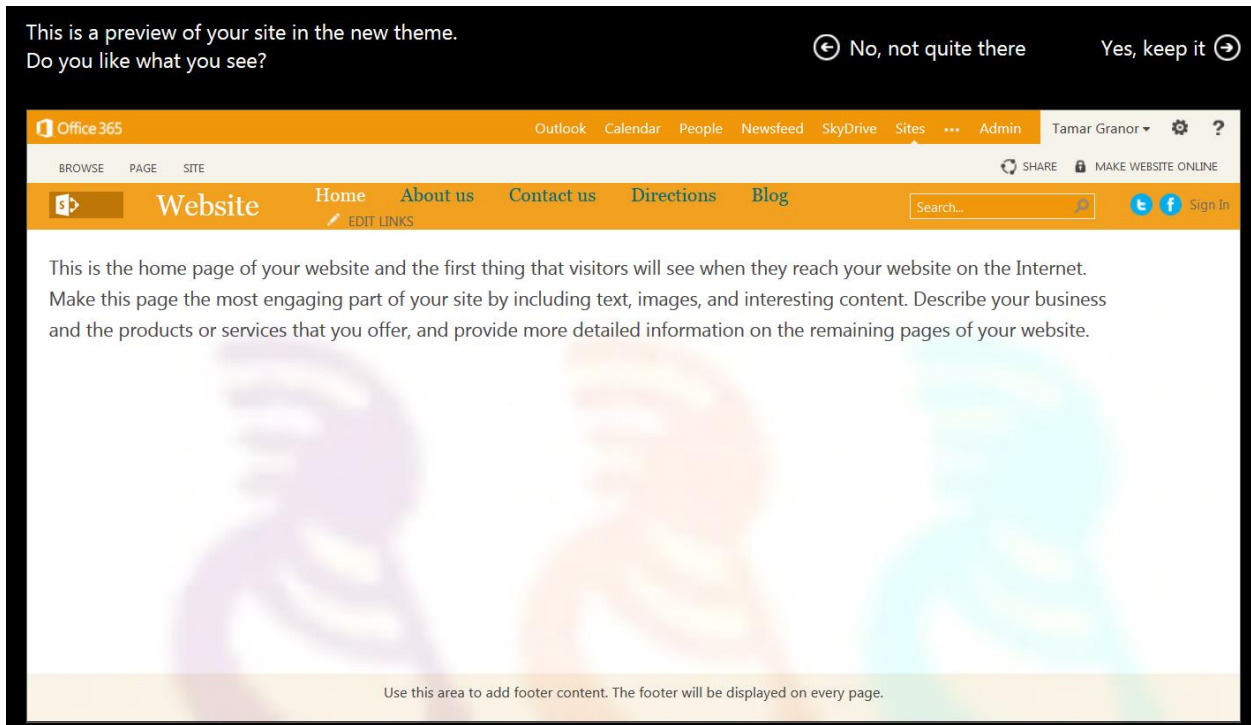 This is a preview of your site in the new theme.
Do you like what you see?
No, not quite there
Yes, keep it
Office 365
Outlook Calendar People Newsfeed SkyDrive Sites ••• Admin Tamar Granor ?
BROWSE PAGE SITE
SHARE MAKE WEBSITE ONLINE
S
Website
Home About us Contact us Directions Blog
EDIT LINKS
Search...
t f Sign In
This is the home page of your website and the first thing that visitors will see when they reach your website on the Internet.
Make this page the most engaging part of your site by including text, images, and interesting content. Describe your business
and the products or services that you offer, and provide more detailed information on the remaining pages of your website.
Use this area to add footer content. The footer will be displayed on every page.